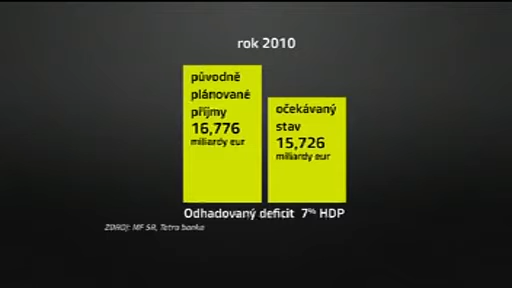 rok 2010
původně
plánované
příjmy
16,776
miliardy eur
očekávaný
stav
15,726
miliardy eur
Odhadovaný deficit 7% HDP
ZDROJ: MF SR, Tatra banka